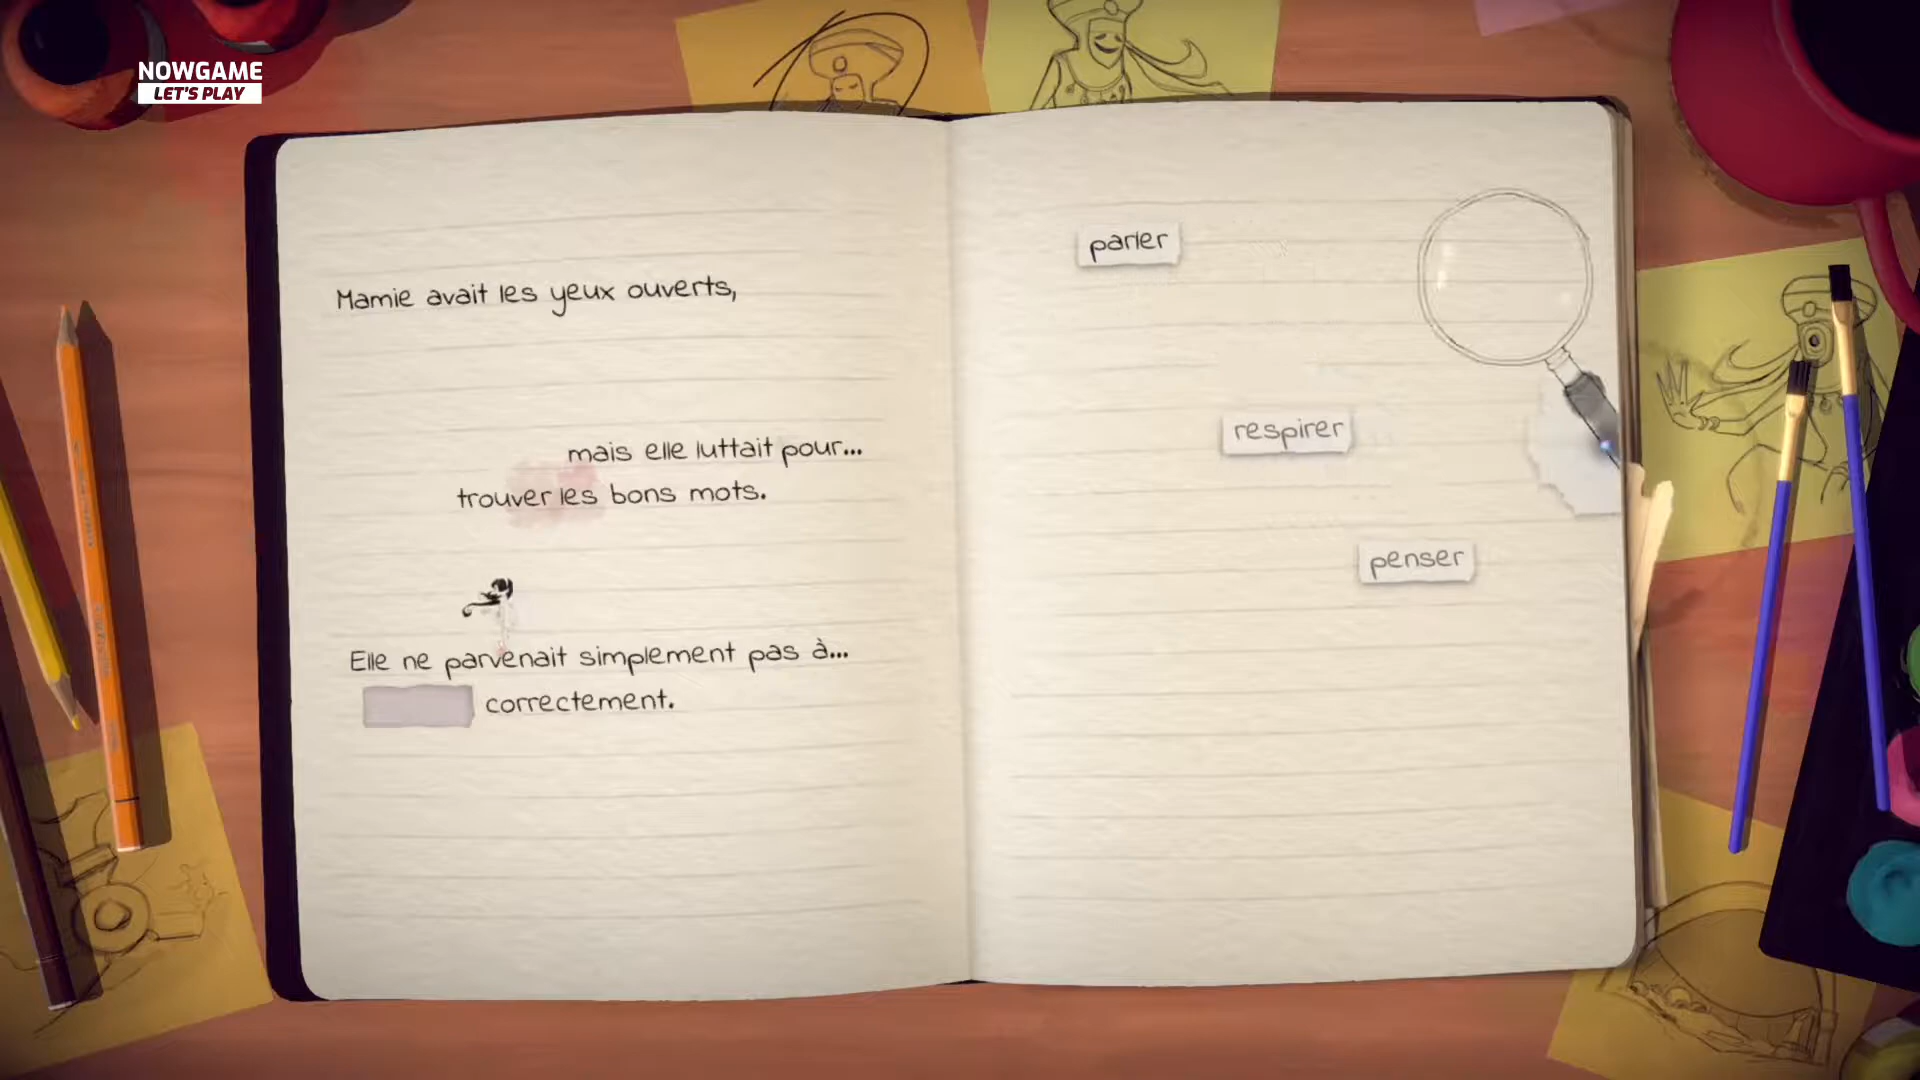 NOWGAME
LET'S PLAY
Mamie avait les yeux ouverts,
mais elle luttait pour...
trouver les bons mots.
Elle ne parvenait simplement pas à...
correctement.
parler
respirer
penser